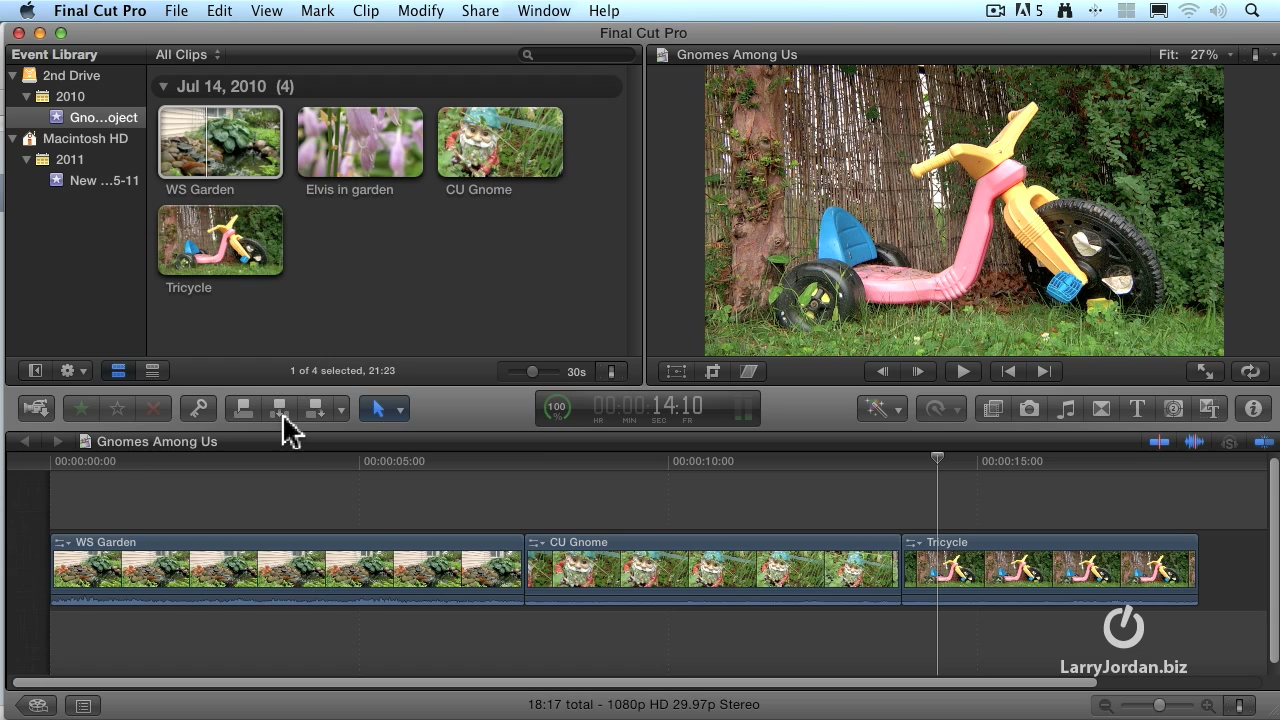 Final Cut Pro File Edit View Mark Clip Modify Share Window Help 5
Final Cut Pro
Event Library
All Clips
Gnomes Among Us
Fit: 27%
2nd Drive
2010
Gno...oject
Macintosh HD
2011
New ...5-11
Jul 14, 2010 (4)
WS Garden
Elvis in garden
CU Gnome
Tricycle
1 of 4 selected, 21:23
30s
100
%
00:00:14:10
HR MIN SEC FR
Gnomes Among Us
00:00:00:00
00:00:05:00
00:00:10:00
00:00:15:00
WS Garden
CU Gnome
Tricycle
LarryJordan.biz
18:17 total - 1080p HD 29.97p Stereo